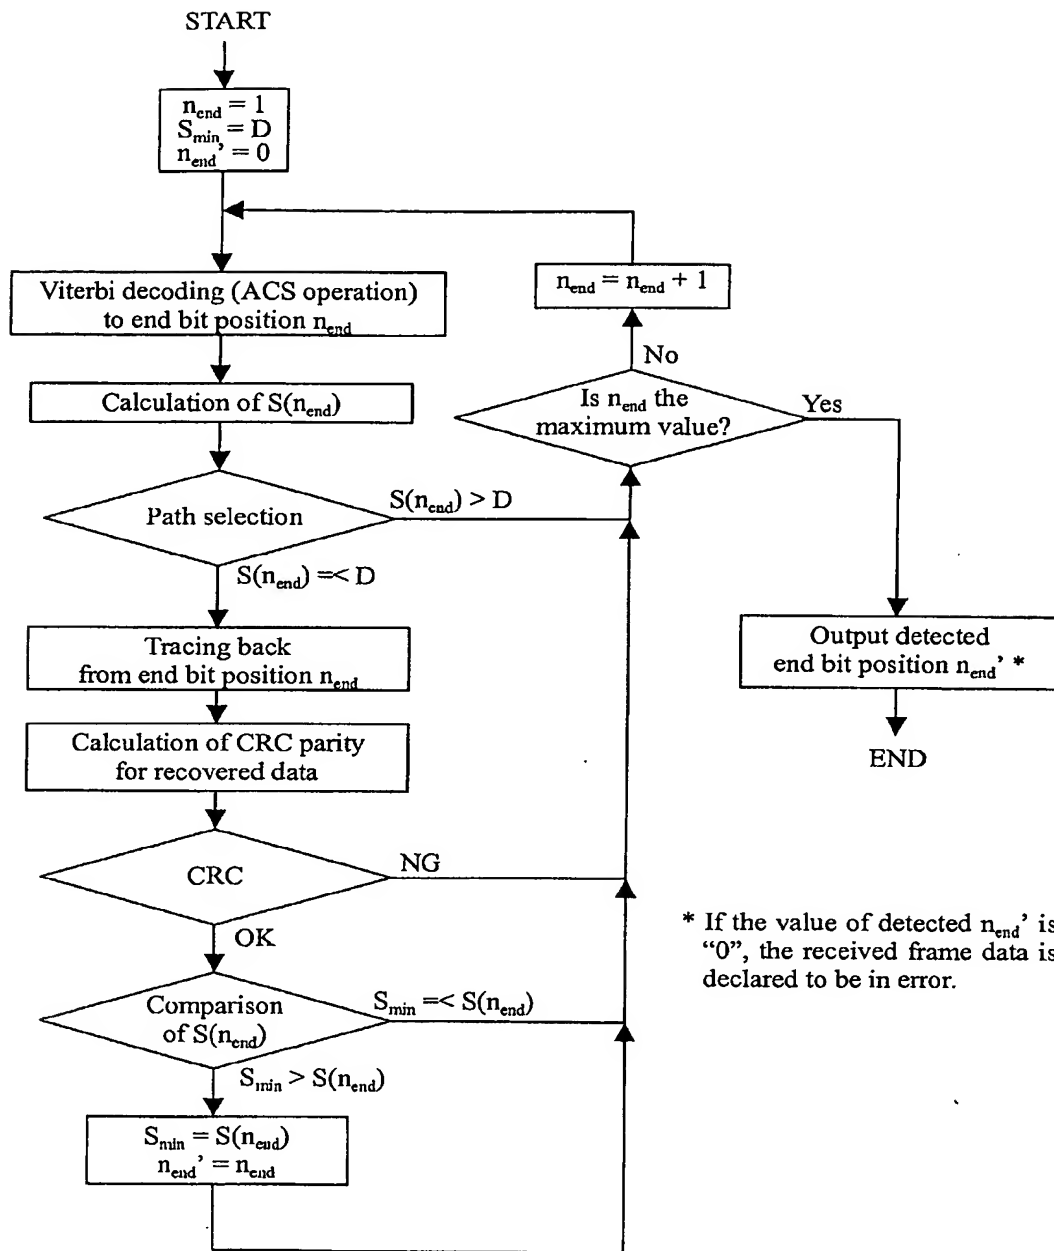 START
n_end = 1
S_min = D
n_end' = 0
Viterbi decoding (ACS operation)
to end bit position n_end
n_end = n_end + 1
No
Calculation of S(n_end)
Is n_end the
maximum value?
Yes
Path selection
S(n_end) > D
S(n_end) =< D
Tracing back
from end bit position n_end
Output detected
end bit position n_end' *
Calculation of CRC parity
for recovered data
END
CRC
NG
OK
* If the value of detected n_end' is
"0", the received frame data is
declared to be in error.
Comparison
of S(n_end)
S_min =< S(n_end)
S_min > S(n_end)
S_min = S(n_end)
n_end' = n_end